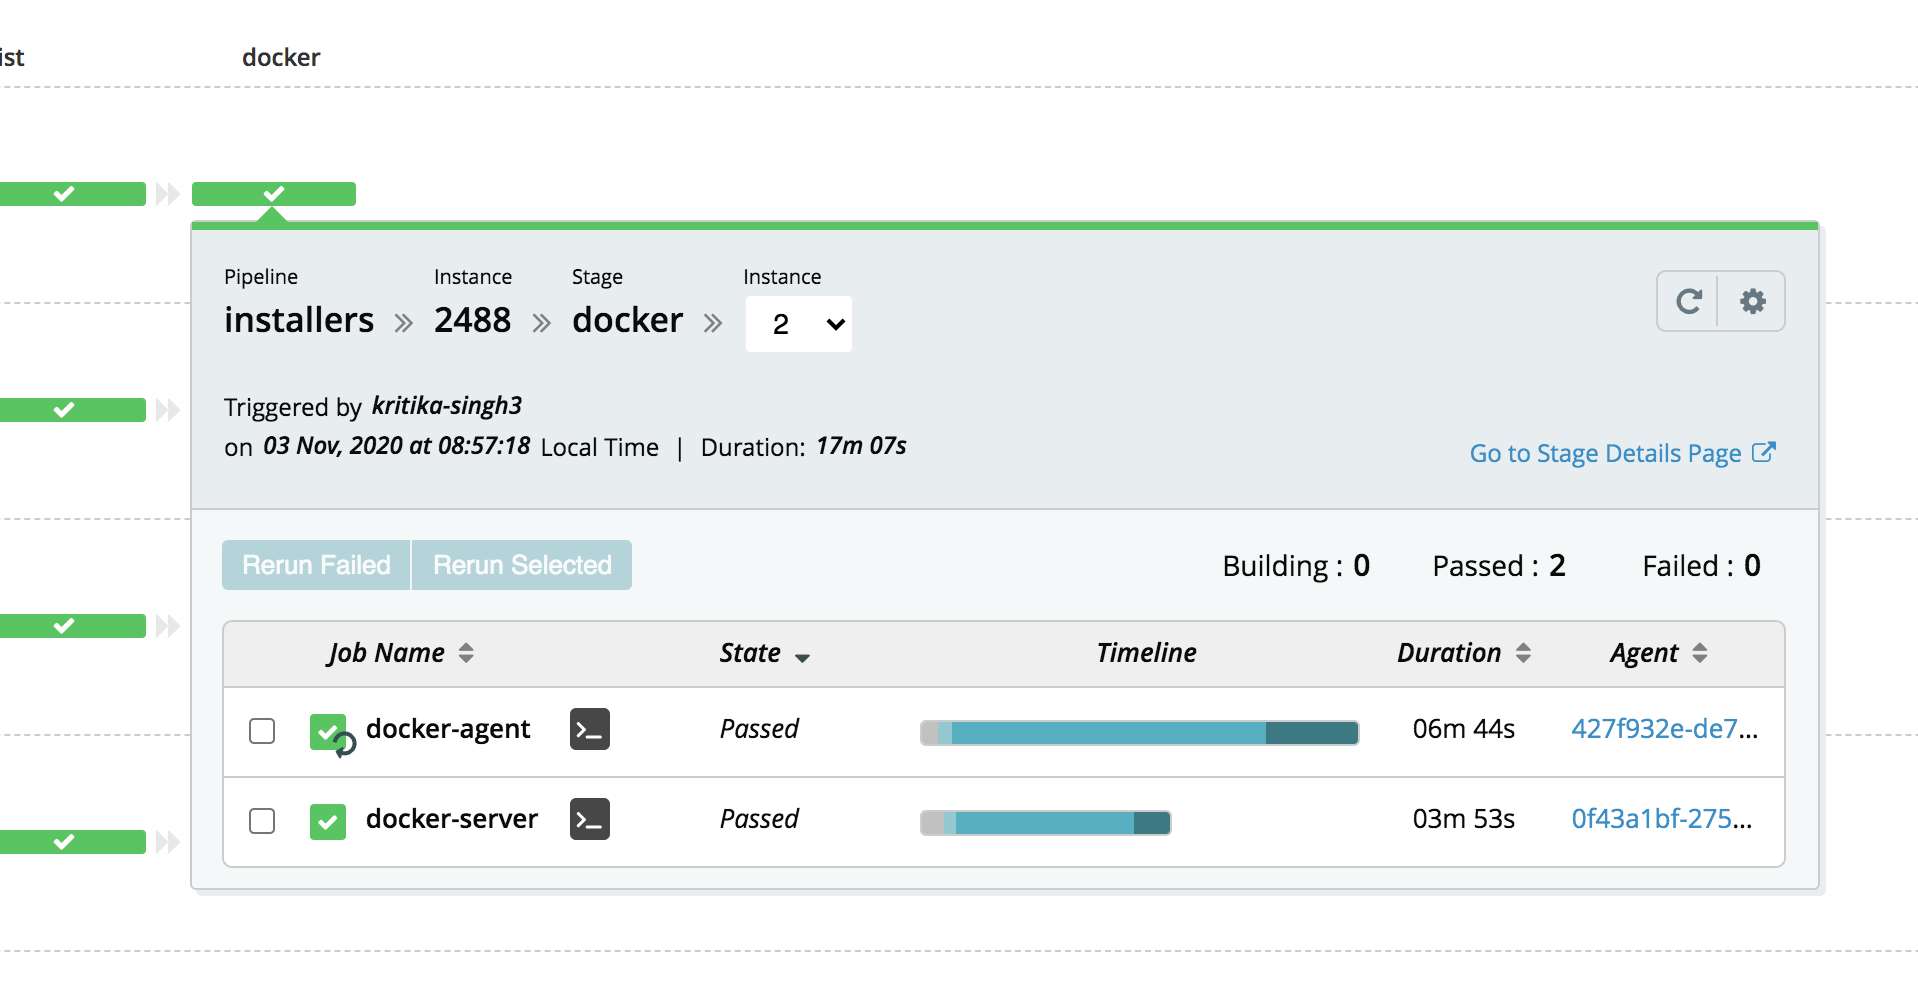 ist docker
Pipeline Instance Stage Instance
installers » 2488 » docker » 2
Triggered by kritika-singh3
on 03 Nov, 2020 at 08:57:18 Local Time | Duration: 17m 07s
Go to Stage Details Page
Rerun Failed Rerun Selected Building : 0 Passed : 2 Failed : 0
Job Name State Timeline Duration Agent
docker-agent >_ Passed 06m 44s 427f932e-de7...
docker-server >_ Passed 03m 53s 0f43a1bf-275...